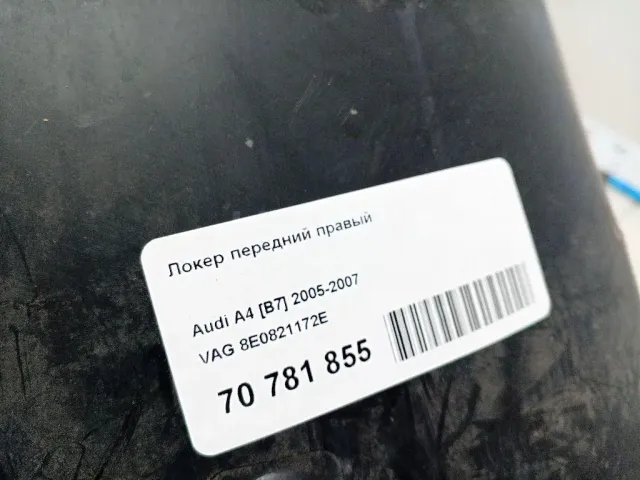 Локер передний правый
Audi A4 [B7] 2005-2007
VAG 8E0821172E
70 781 855